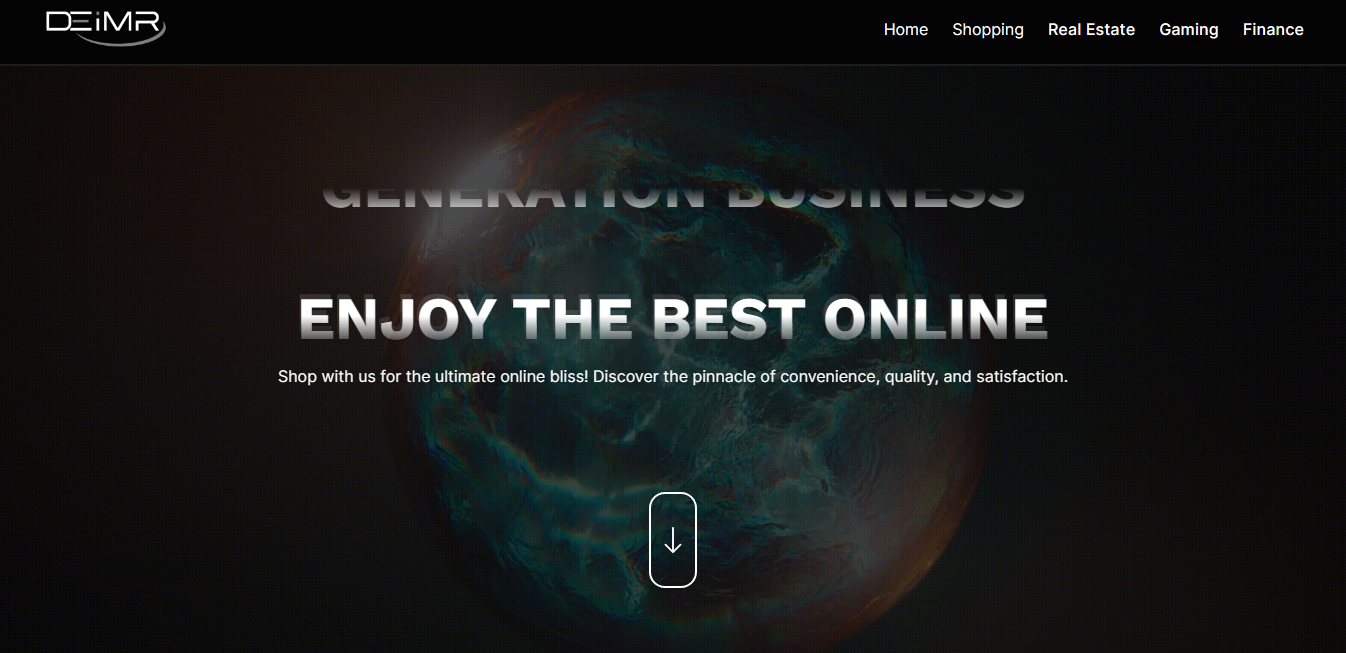 DEiMR
Home Shopping Real Estate Gaming Finance
GENERATION BUSINESS
ENJOY THE BEST ONLINE
Shop with us for the ultimate online bliss! Discover the pinnacle of convenience, quality, and satisfaction.